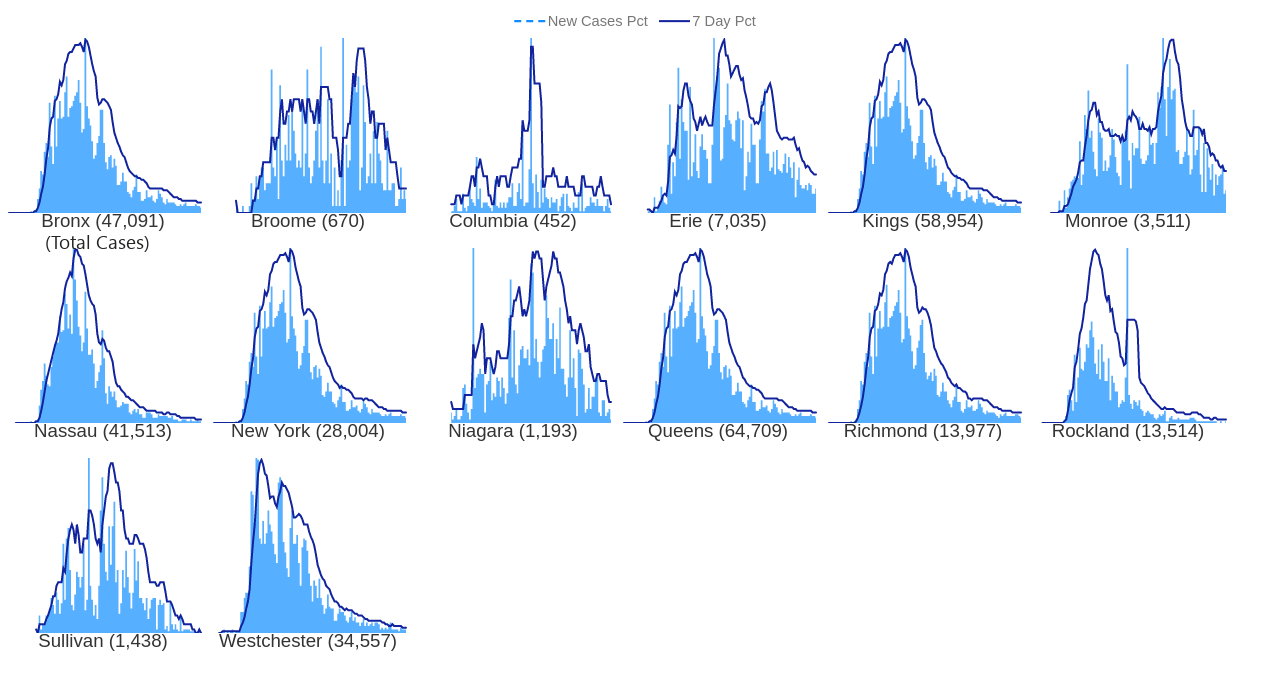 New Cases Pct 7 Day Pct
Bronx (47,091) Broome (670) Columbia (452) Erie (7,035) Kings (58,954) Monroe (3,511)
(Total Cases)
Nassau (41,513) New York (28,004) Niagara (1,193) Queens (64,709) Richmond (13,977) Rockland (13,514)
Sullivan (1,438) Westchester (34,557)